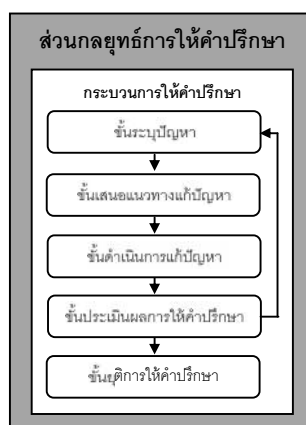 ส่วนกลยุทธ์การให้คำปรึกษา
กระบวนการให้คำปรึกษา
ขั้นระบุปัญหา
ขั้นเสนอแนวทางแก้ปัญหา
ขั้นดำเนินการแก้ปัญหา
ขั้นประเมินผลการให้คำปรึกษา
ขั้นยุติการให้คำปรึกษา